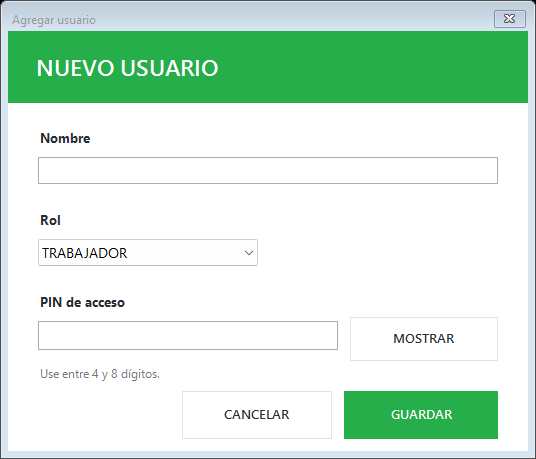 Agregar usuario
NUEVO USUARIO
Nombre
Rol
TRABAJADOR
PIN de acceso
MOSTRAR
Use entre 4 y 8 dígitos.
CANCELAR
GUARDAR